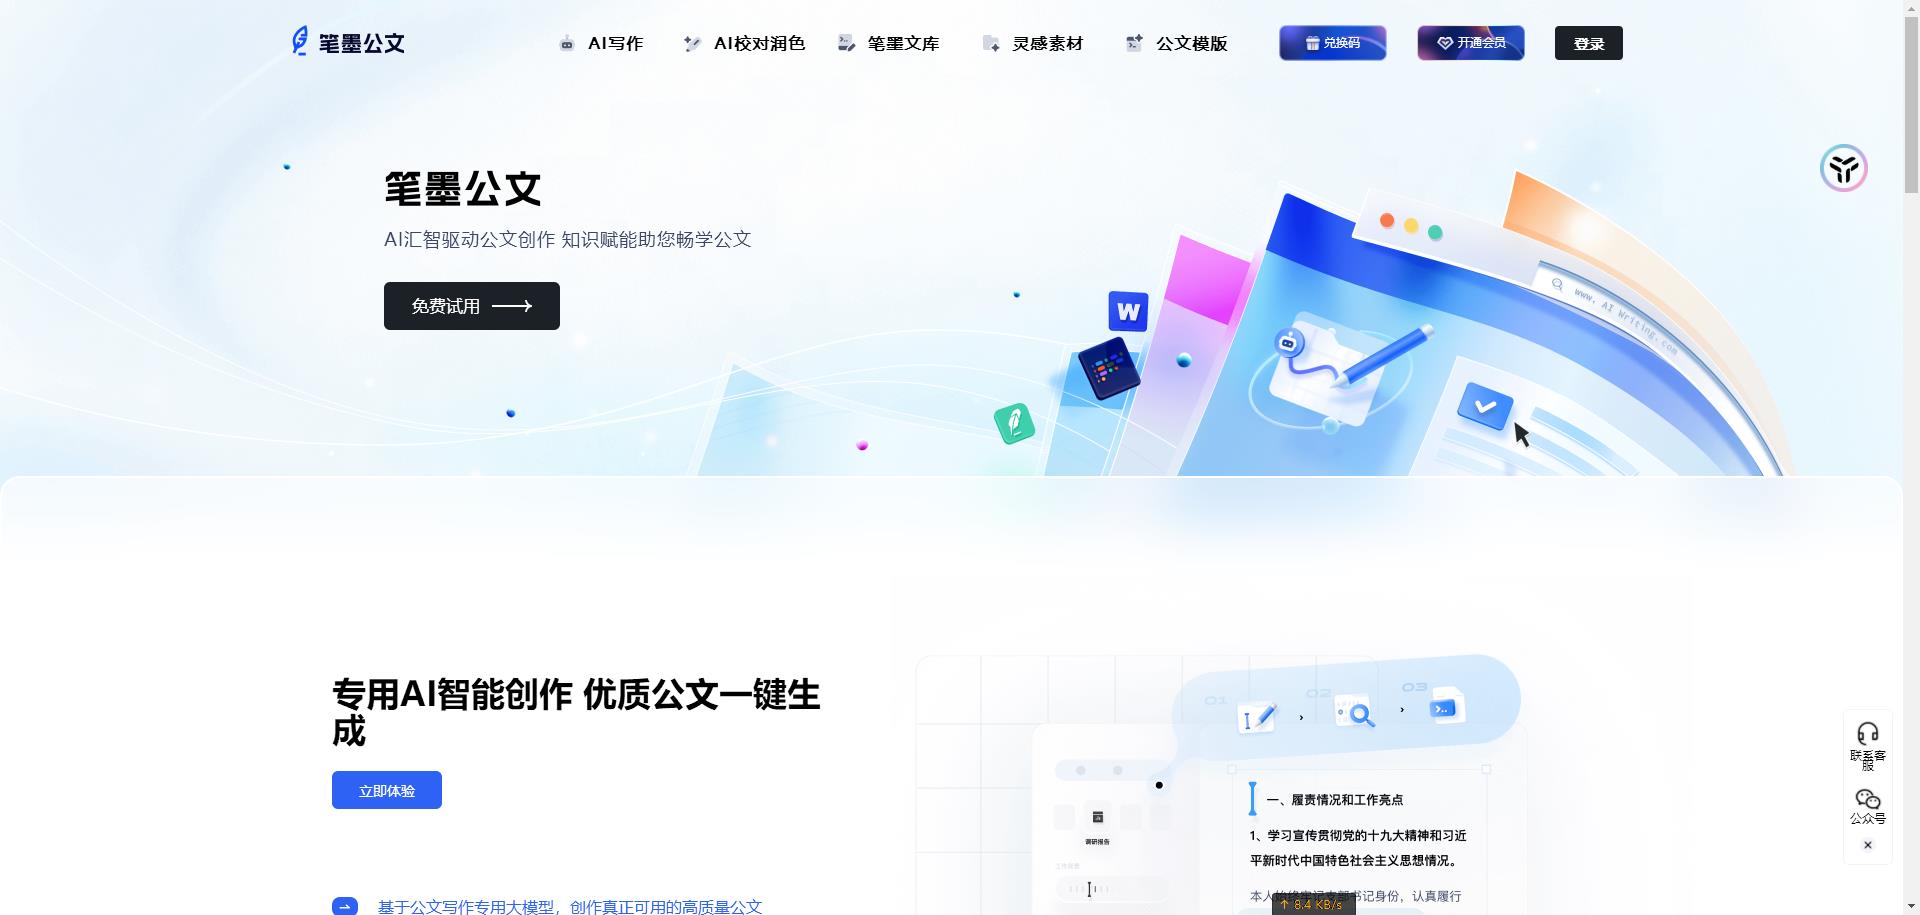 笔墨公文
AI写作
AI校对润色
笔墨文库
灵感素材
公文模版
兑换码
开通会员
登录
笔墨公文
AI汇智驱动公文创作 知识赋能助您畅学公文
免费试用
W
www. AI Writing.com
专用AI智能创作 优质公文一键生
成
立即体验
基于公文写作专用大模型，创作真正可用的高质量公文
01
02
03
调研报告
一、履责情况和工作亮点
1、学习宣传贯彻党的十九大精神和习近
平新时代中国特色社会主义思想情况。
本人始终牢记支部书记身份，认真履行
↑ 8.4 KB/s
联系客
服
公众号